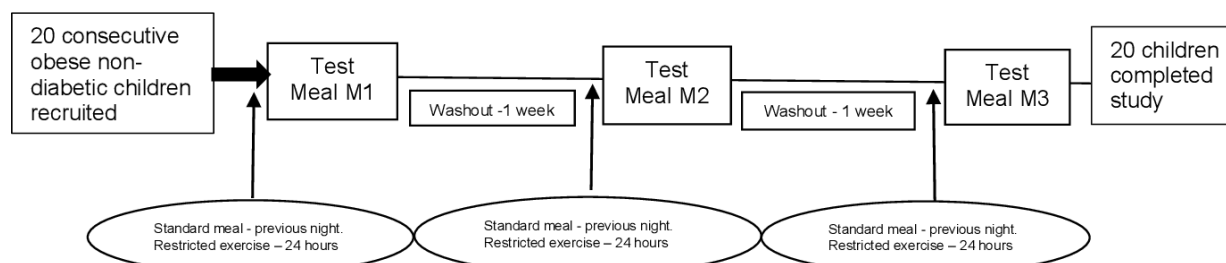 20 consecutive
obese non-
diabetic children
recruited
Test
Meal M1
Washout -1 week
Test
Meal M2
Washout - 1 week
Test
Meal M3
20 children
completed
study
Standard meal - previous night.
Restricted exercise – 24 hours
Standard meal - previous night.
Restricted exercise – 24 hours
Standard meal - previous night.
Restricted exercise – 24 hours